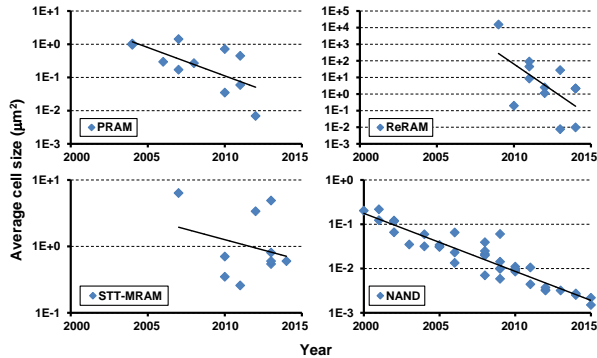 Average cell size (μm²)
1E+1
1E+0
1E-1
1E-2
1E-3
PRAM
2000
2005
2010
2015
1E+5
1E+4
1E+3
1E+2
1E+1
1E+0
1E-1
1E-2
1E-3
ReRAM
2000
2005
2010
2015
1E+1
1E+0
1E-1
STT-MRAM
2000
2005
2010
2015
1E+0
1E-1
1E-2
1E-3
NAND
2000
2005
2010
2015
Year